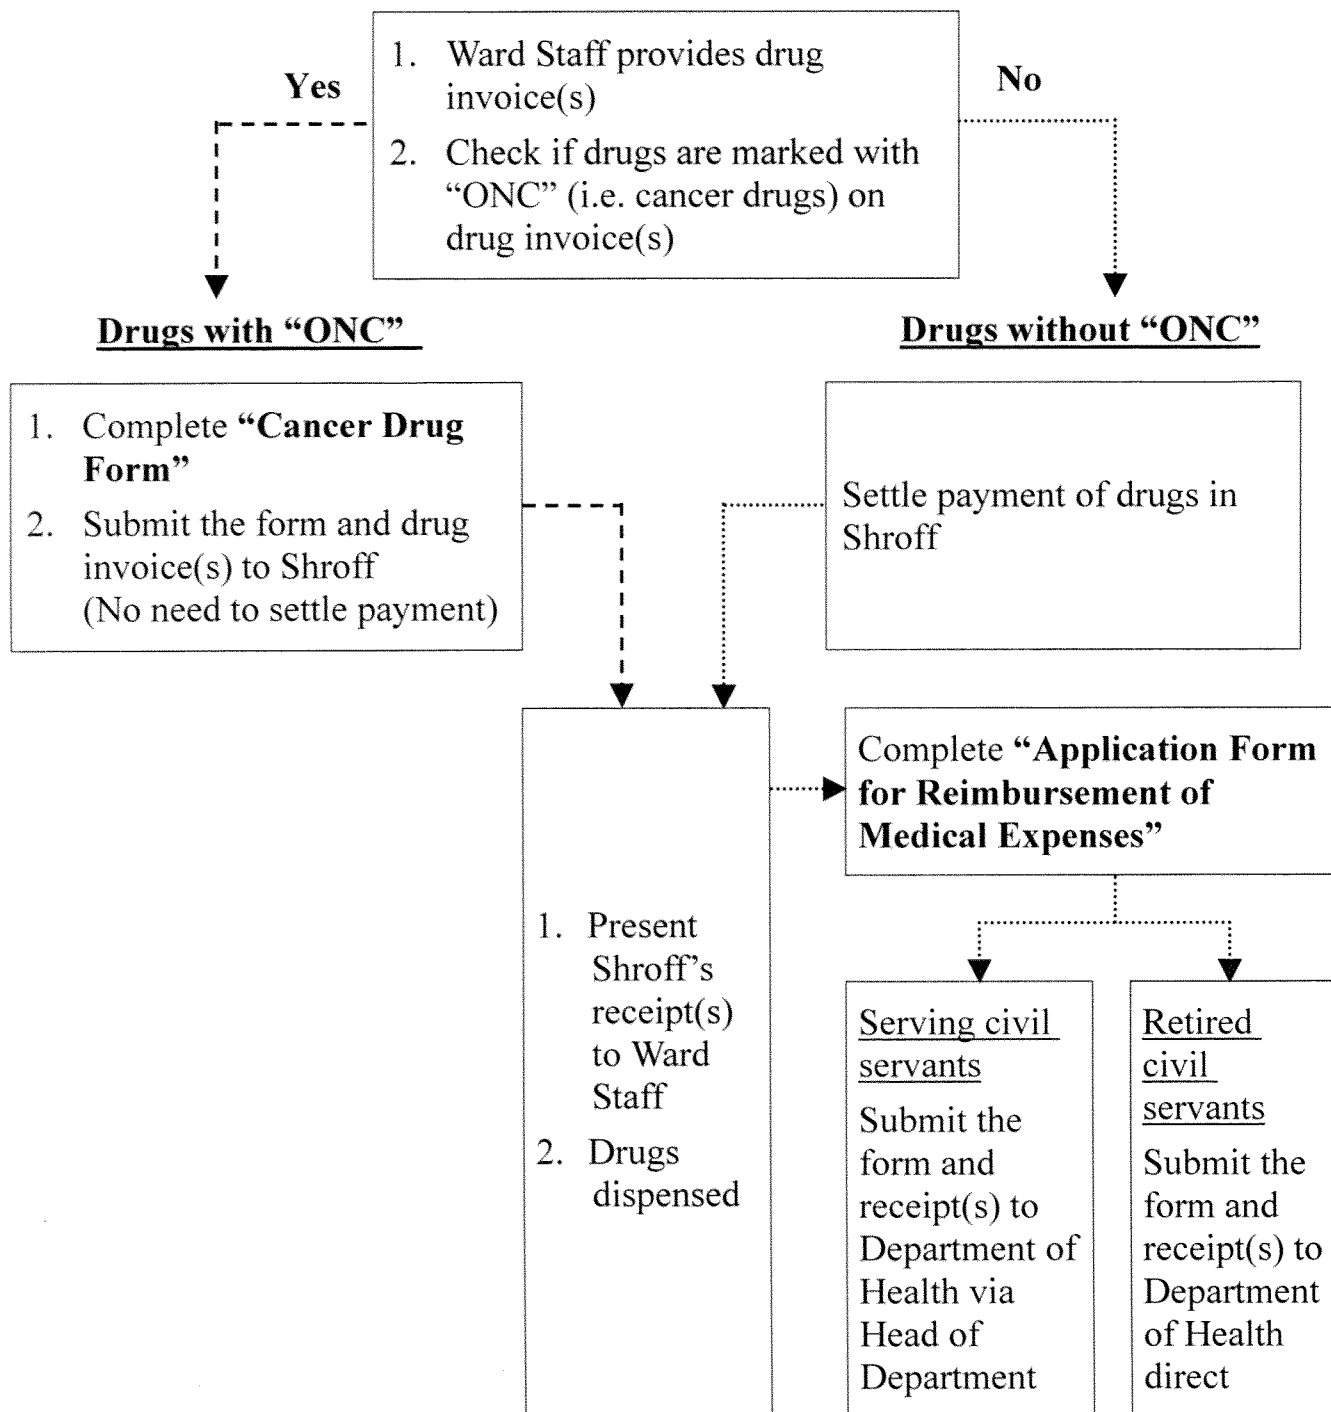 Yes
1. Ward Staff provides drug
invoice(s)
2. Check if drugs are marked with
“ONC” (i.e. cancer drugs) on
drug invoice(s)
No
Drugs with “ONC”
Drugs without “ONC”
1. Complete “Cancer Drug
Form”
2. Submit the form and drug
invoice(s) to Shroff
(No need to settle payment)
Settle payment of drugs in
Shroff
1. Present
Shroff’s
receipt(s)
to Ward
Staff
2. Drugs
dispensed
Complete “Application Form
for Reimbursement of
Medical Expenses”
Serving civil
servants
Submit the
form and
receipt(s) to
Department of
Health via
Head of
Department
Retired
civil
servants
Submit the
form and
receipt(s) to
Department
of Health
direct